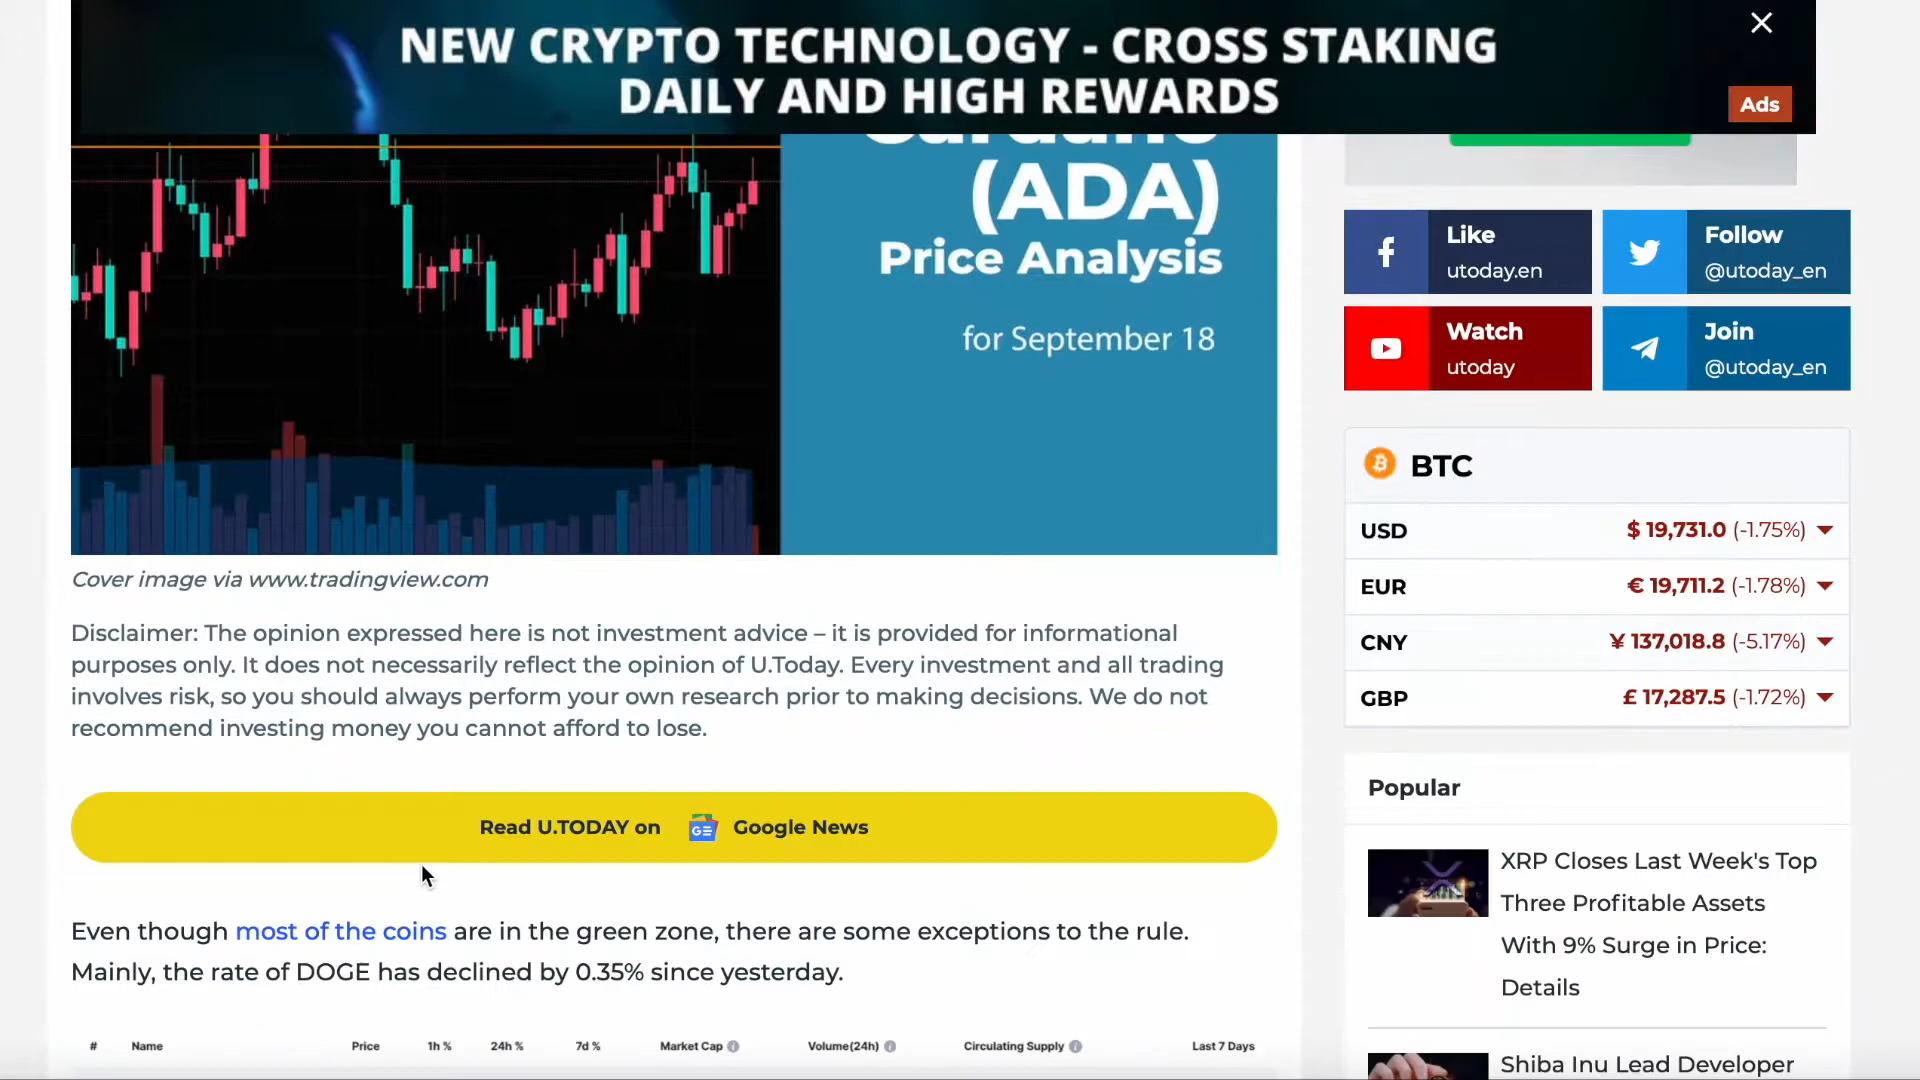 NEW CRYPTO TECHNOLOGY - CROSS STAKING
DAILY AND HIGH REWARDS
Ads
(ADA)
Price Analysis
for September 18
Cover image via www.tradingview.com
Disclaimer: The opinion expressed here is not investment advice – it is provided for informational
purposes only. It does not necessarily reflect the opinion of U.Today. Every investment and all trading
involves risk, so you should always perform your own research prior to making decisions. We do not
recommend investing money you cannot afford to lose.
Read U.TODAY on GE Google News
Even though most of the coins are in the green zone, there are some exceptions to the rule.
Mainly, the rate of DOGE has declined by 0.35% since yesterday.
# Name Price 1h % 24h % 7d % Market Cap Volume(24h) Circulating Supply Last 7 Days
Like
utoday.en
Follow
@utoday_en
Watch
utoday
Join
@utoday_en
BTC
USD $ 19,731.0 (-1.75%)
EUR € 19,711.2 (-1.78%)
CNY ¥ 137,018.8 (-5.17%)
GBP £ 17,287.5 (-1.72%)
Popular
XRP Closes Last Week's Top
Three Profitable Assets
With 9% Surge in Price:
Details
Shiba Inu Lead Developer